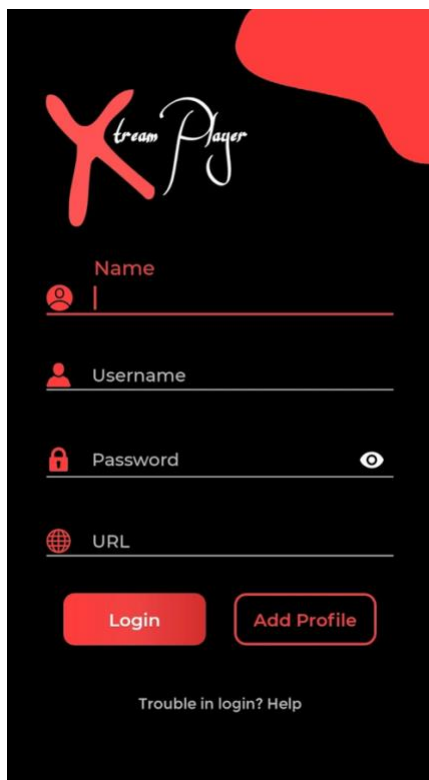 Xtream Player
Name
Username
Password
URL
Login
Add Profile
Trouble in login? Help